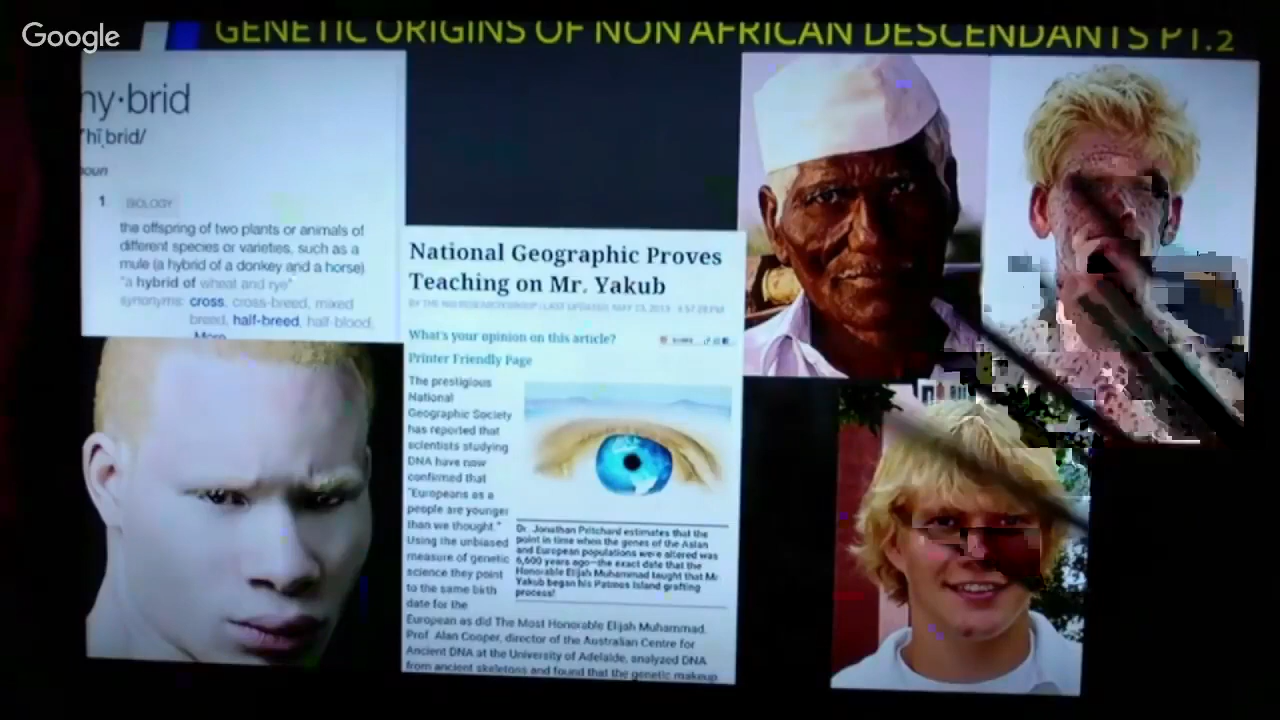 Google
GENETIC ORIGINS OF NON AFRICAN DESCENDANTS PT.2
hy·brid
noun
1 BIOLOGY
the offspring of two plants or animals of
different species or varieties, such as a
mule (a hybrid of a donkey and a horse)
"a hybrid of wheat and rye"
synonyms: cross, cross-breed, mixed
breed, half-breed, half-blood,
More
National Geographic Proves
Teaching on Mr. Yakub
What's your opinion on this article?
Printer Friendly Page
The prestigious
National
Geographic Society
has reported that
scientists studying
DNA have now
confirmed that
"Europeans as a
people are younger
than we thought."
Using the unbiased
measure of genetic
science they point
to the same birth
date for the
European as did The Most Honorable Elijah Muhammad.
Prof. Alan Cooper, director of the Australian Centre for
Ancient DNA at the University of Adelaide, analyzed DNA
from ancient skeletons and found that the genetic makeup
Dr. Jonathan Pritchard estimates that the
point in time when the genes of the Asian
and European populations were altered was
6,600 years ago—the exact date that the
Honorable Elijah Muhammad taught that Mr.
Yakub began his Patmos Island grafting
process!